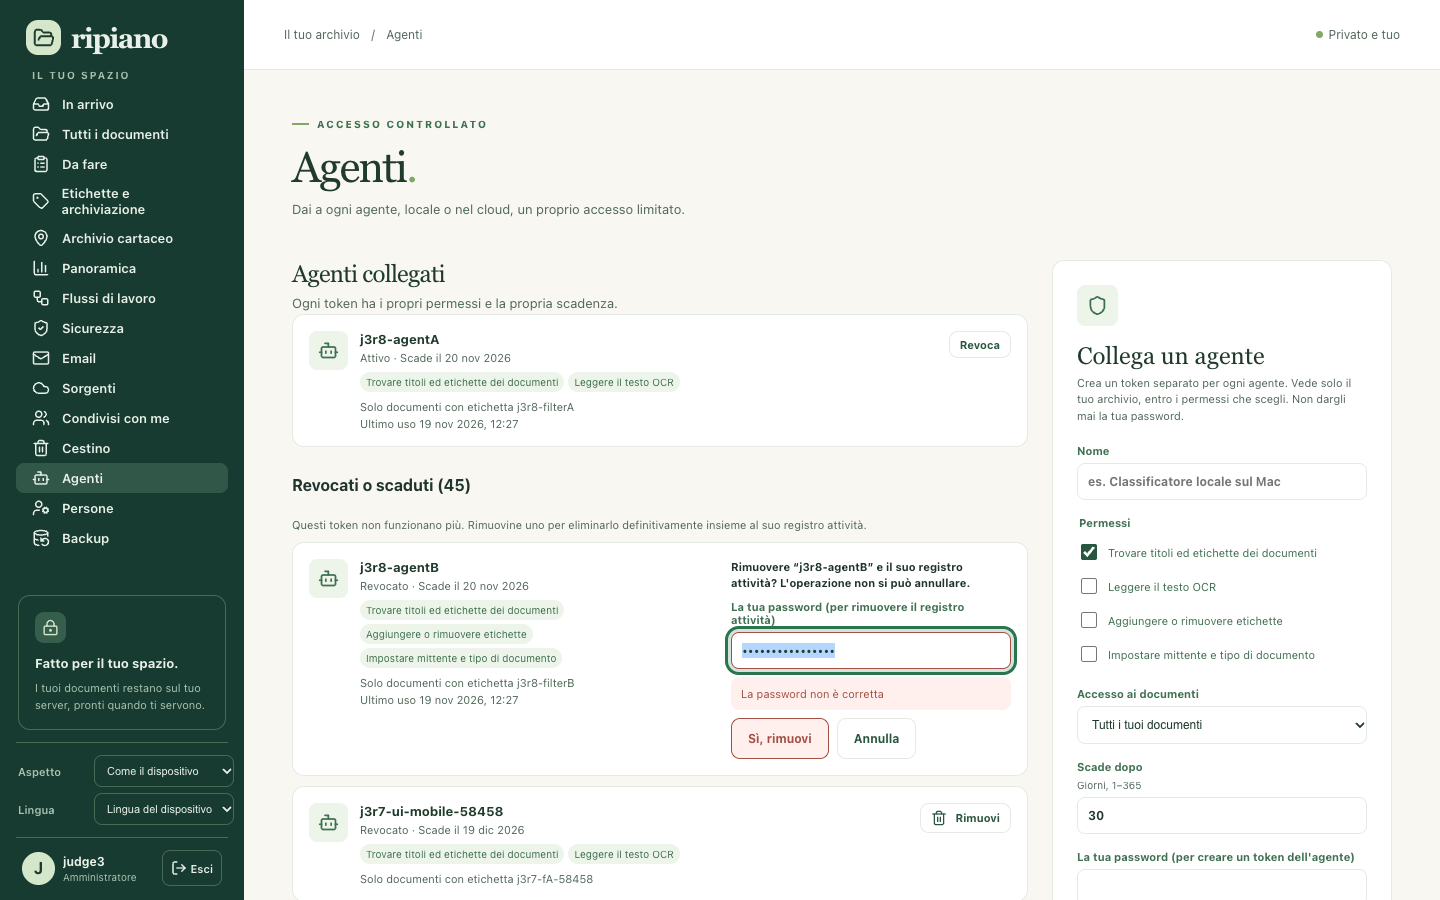 ripiano
IL TUO SPAZIO
In arrivo
Tutti i documenti
Da fare
Etichette e
archiviazione
Archivio cartaceo
Panoramica
Flussi di lavoro
Sicurezza
Email
Sorgenti
Condivisi con me
Cestino
Agenti
Persone
Backup
Fatto per il tuo spazio.
I tuoi documenti restano sul tuo
server, pronti quando ti servono.
Aspetto
Come il dispositivo
Lingua
Lingua del dispositivo
J
judge3
Amministratore
Esci
Il tuo archivio / Agenti
Privato e tuo
ACCESSO CONTROLLATO
Agenti.
Dai a ogni agente, locale o nel cloud, un proprio accesso limitato.
Agenti collegati
Ogni token ha i propri permessi e la propria scadenza.
j3r8-agentA
Attivo · Scade il 20 nov 2026
Trovare titoli ed etichette dei documenti
Leggere il testo OCR
Solo documenti con etichetta j3r8-filterA
Ultimo uso 19 nov 2026, 12:27
Revoca
Revocati o scaduti (45)
Questi token non funzionano più. Rimuovine uno per eliminarlo definitivamente insieme al suo registro attività.
j3r8-agentB
Revocato · Scade il 20 nov 2026
Trovare titoli ed etichette dei documenti
Aggiungere o rimuovere etichette
Impostare mittente e tipo di documento
Solo documenti con etichetta j3r8-filterB
Ultimo uso 19 nov 2026, 12:27
Rimuovere “j3r8-agentB” e il suo registro
attività? L'operazione non si può annullare.
La tua password (per rimuovere il registro
attività)
••••••••••••••••
La password non è corretta
Sì, rimuovi
Annulla
j3r7-ui-mobile-58458
Revocato · Scade il 19 dic 2026
Trovare titoli ed etichette dei documenti
Leggere il testo OCR
Solo documenti con etichetta j3r7-fA-58458
Rimuovi
Collega un agente
Crea un token separato per ogni agente. Vede solo il
tuo archivio, entro i permessi che scegli. Non dargli
mai la tua password.
Nome
es. Classificatore locale sul Mac
Permessi
Trovare titoli ed etichette dei documenti
Leggere il testo OCR
Aggiungere o rimuovere etichette
Impostare mittente e tipo di documento
Accesso ai documenti
Tutti i tuoi documenti
Scade dopo
Giorni, 1–365
30
La tua password (per creare un token dell'agente)